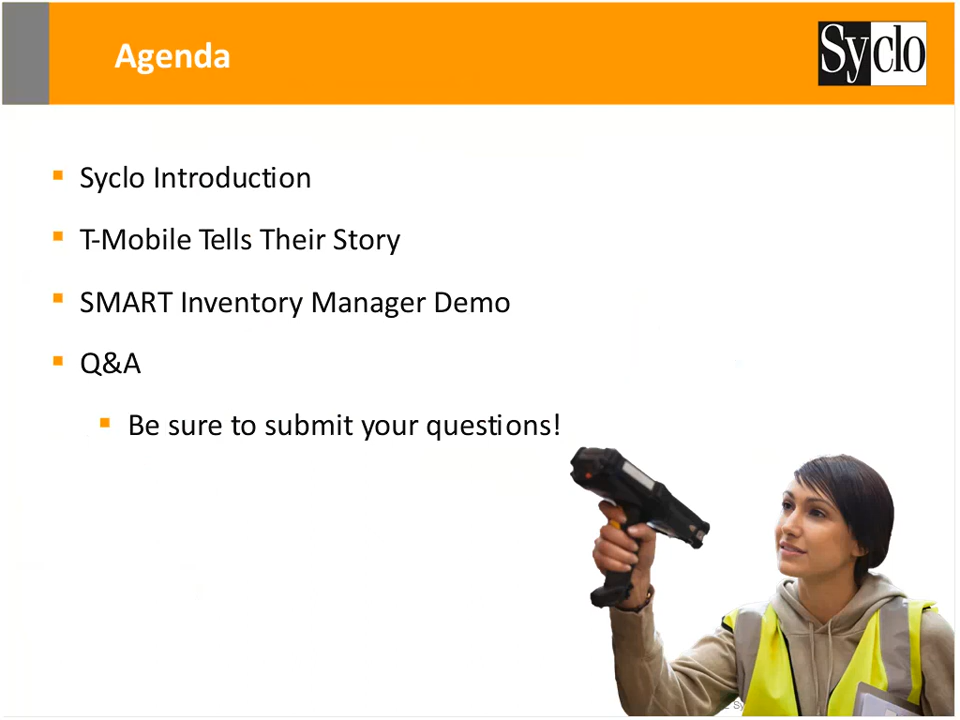 Agenda
Syclo
Syclo Introduction
T-Mobile Tells Their Story
SMART Inventory Manager Demo
Q&A
Be sure to submit your questions!